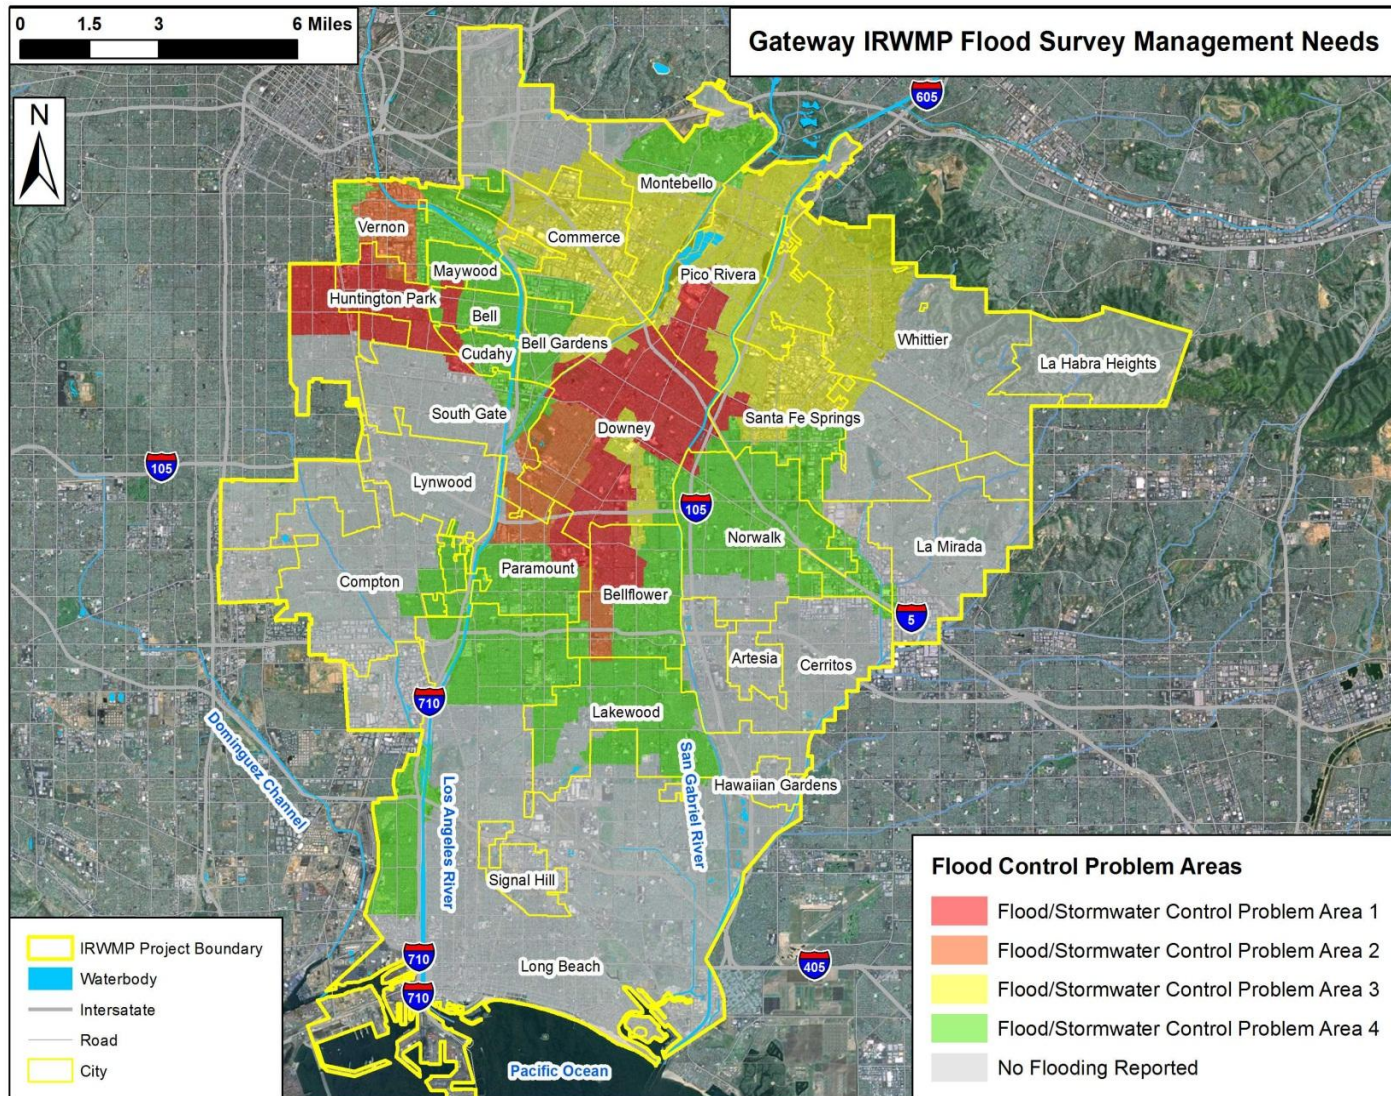 0 1.5 3 6 Miles
Gateway IRWMP Flood Survey Management Needs
N
605
Montebello
Vernon
Commerce
Maywood
Pico Rivera
Huntington Park
Bell
Bell Gardens
Whittier
Cudahy
La Habra Heights
South Gate
Santa Fe Springs
Downey
105
Lynwood
105
Norwalk
La Mirada
Paramount
Compton
Bellflower
5
Artesia
Cerritos
710
Lakewood
Dominguez Channel
Los Angeles River
San Gabriel River
Hawaiian Gardens
Signal Hill
710
Long Beach
405
710
Pacific Ocean
IRWMP Project Boundary
Waterbody
Intersatate
Road
City
Flood Control Problem Areas
Flood/Stormwater Control Problem Area 1
Flood/Stormwater Control Problem Area 2
Flood/Stormwater Control Problem Area 3
Flood/Stormwater Control Problem Area 4
No Flooding Reported